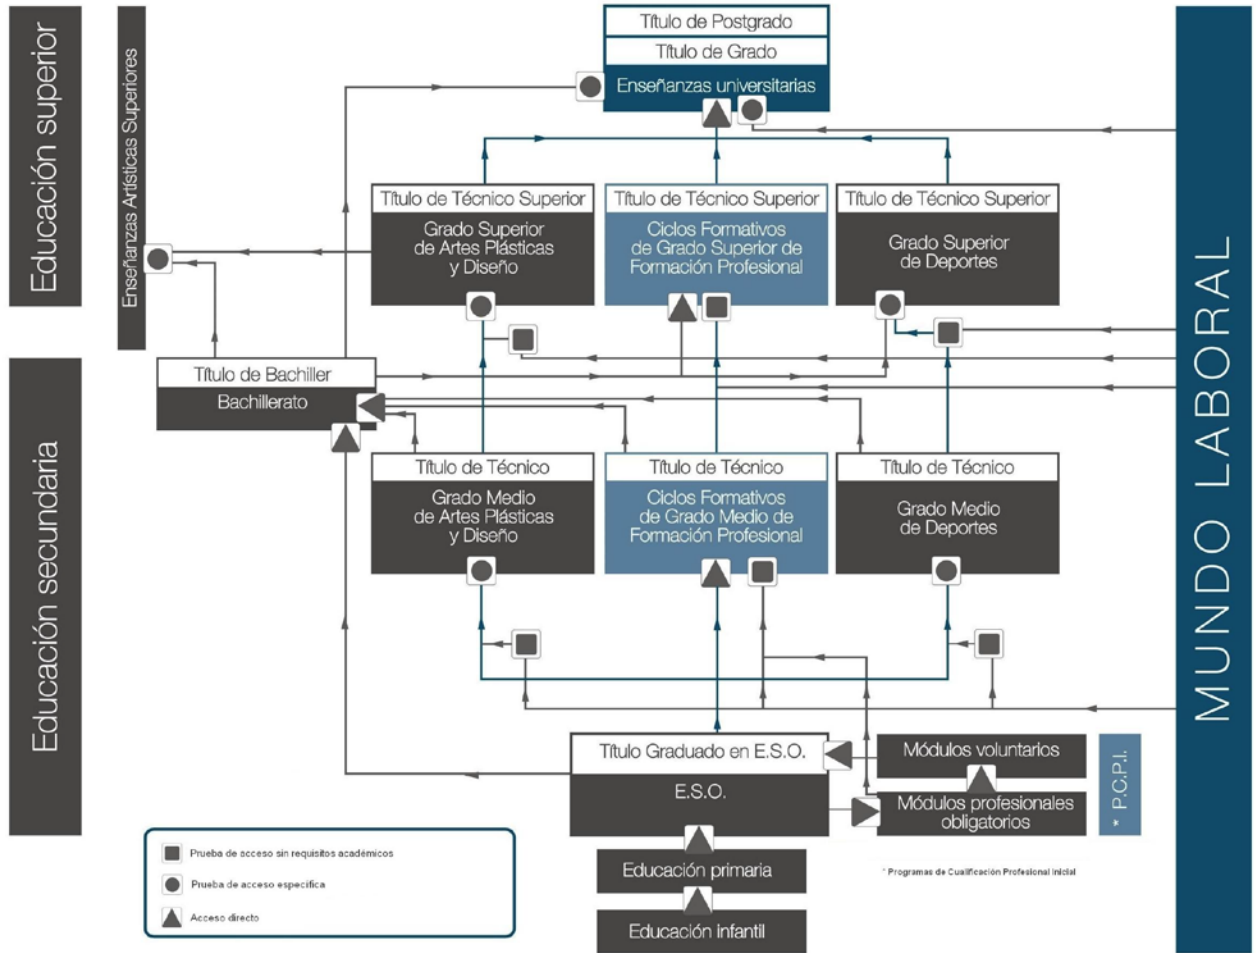 Educación superior
Enseñanzas Artísticas Superiores
Título de Postgrado
Título de Grado
Enseñanzas universitarias
Título de Técnico Superior
Grado Superior
de Artes Plásticas
y Diseño
Título de Técnico Superior
Ciclos Formativos
de Grado Superior de
Formación Profesional
Título de Técnico Superior
Grado Superior
de Deportes
MUNDO LABORAL
Educación secundaria
Título de Bachiller
Bachillerato
Título de Técnico
Grado Medio
de Artes Plásticas
y Diseño
Título de Técnico
Ciclos Formativos
de Grado Medio de
Formación Profesional
Título de Técnico
Grado Medio
de Deportes
Título Graduado en E.S.O.
E.S.O.
Módulos voluntarios
Módulos profesionales
obligatorios
* P.C.P.I.
Educación primaria
Educación infantil
* Programas de Cualificación Profesional Inicial
Prueba de acceso sin requisitos académicos
Prueba de acceso específica
Acceso directo